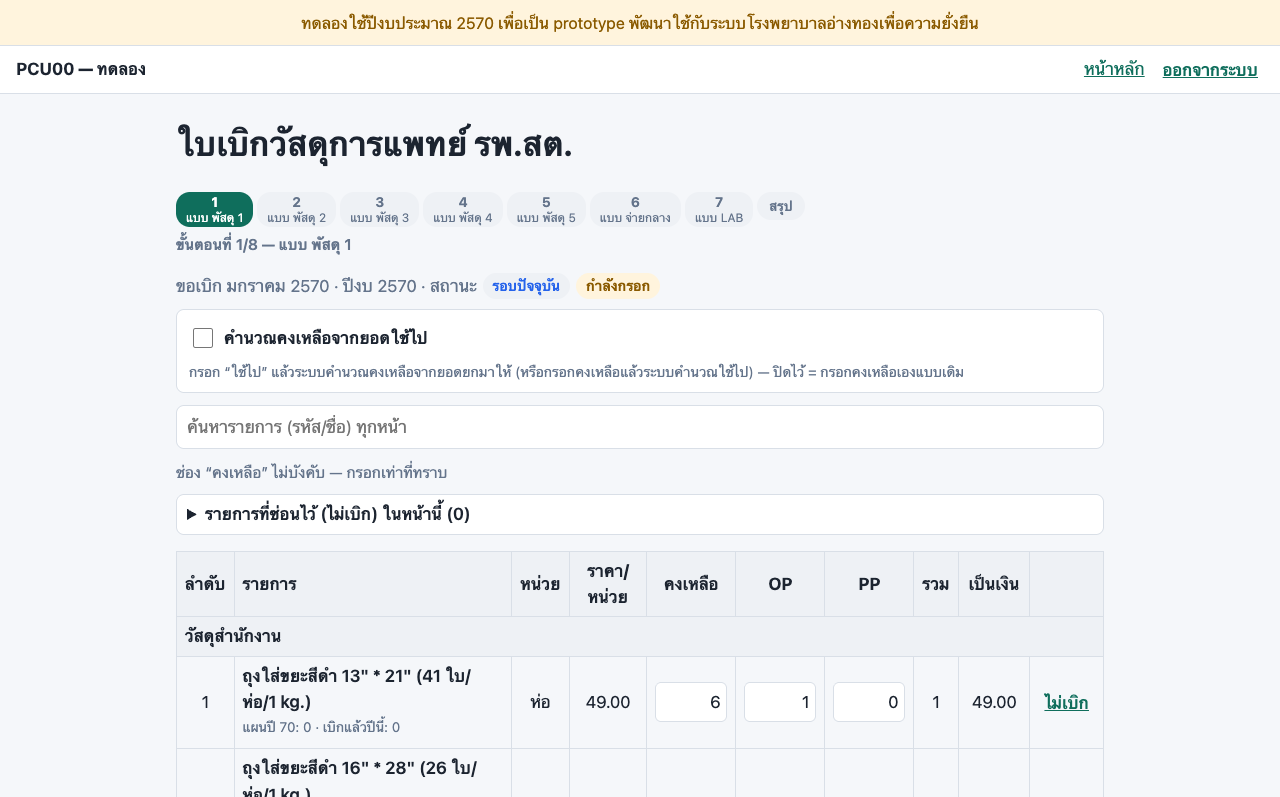 ทดลองใช้ปีงบประมาณ 2570 เพื่อเป็น prototype พัฒนาใช้กับระบบโรงพยาบาลอ่างทองเพื่อความยั่งยืน
PCU00 — ทดลอง
หน้าหลัก ออกจากระบบ
ใบเบิกวัสดุการแพทย์ รพ.สต.
1 แบบ พัสดุ 1
2 แบบ พัสดุ 2
3 แบบ พัสดุ 3
4 แบบ พัสดุ 4
5 แบบ พัสดุ 5
6 แบบ จ่ายกลาง
7 แบบ LAB
สรุป
ขั้นตอนที่ 1/8 — แบบ พัสดุ 1
ขอเบิก มกราคม 2570 · ปีงบ 2570 · สถานะ รอบปัจจุบัน กำลังกรอก
คำนวณคงเหลือจากยอดใช้ไป
กรอก “ใช้ไป” แล้วระบบคำนวณคงเหลือจากยอดยกมาให้ (หรือกรอกคงเหลือแล้วระบบคำนวณใช้ไป) — ปิดไว้ = กรอกคงเหลือเองแบบเดิม
ค้นหารายการ (รหัส/ชื่อ) ทุกหน้า
ช่อง “คงเหลือ” ไม่บังคับ — กรอกเท่าที่ทราบ
รายการที่ซ่อนไว้ (ไม่เบิก) ในหน้านี้ (0)
ลำดับ รายการ หน่วย ราคา/หน่วย คงเหลือ OP PP รวม เป็นเงิน
วัสดุสำนักงาน
1 ถุงใส่ขยะสีดำ 13" * 21" (41 ใบ/ห่อ/1 kg.) ห่อ 49.00 6 1 0 1 49.00 ไม่เบิก
แผนปี 70: 0 · เบิกแล้วปีนี้: 0
ถุงใส่ขยะสีดำ 16" * 28" (26 ใบ/
ห่อ/1 kg.)